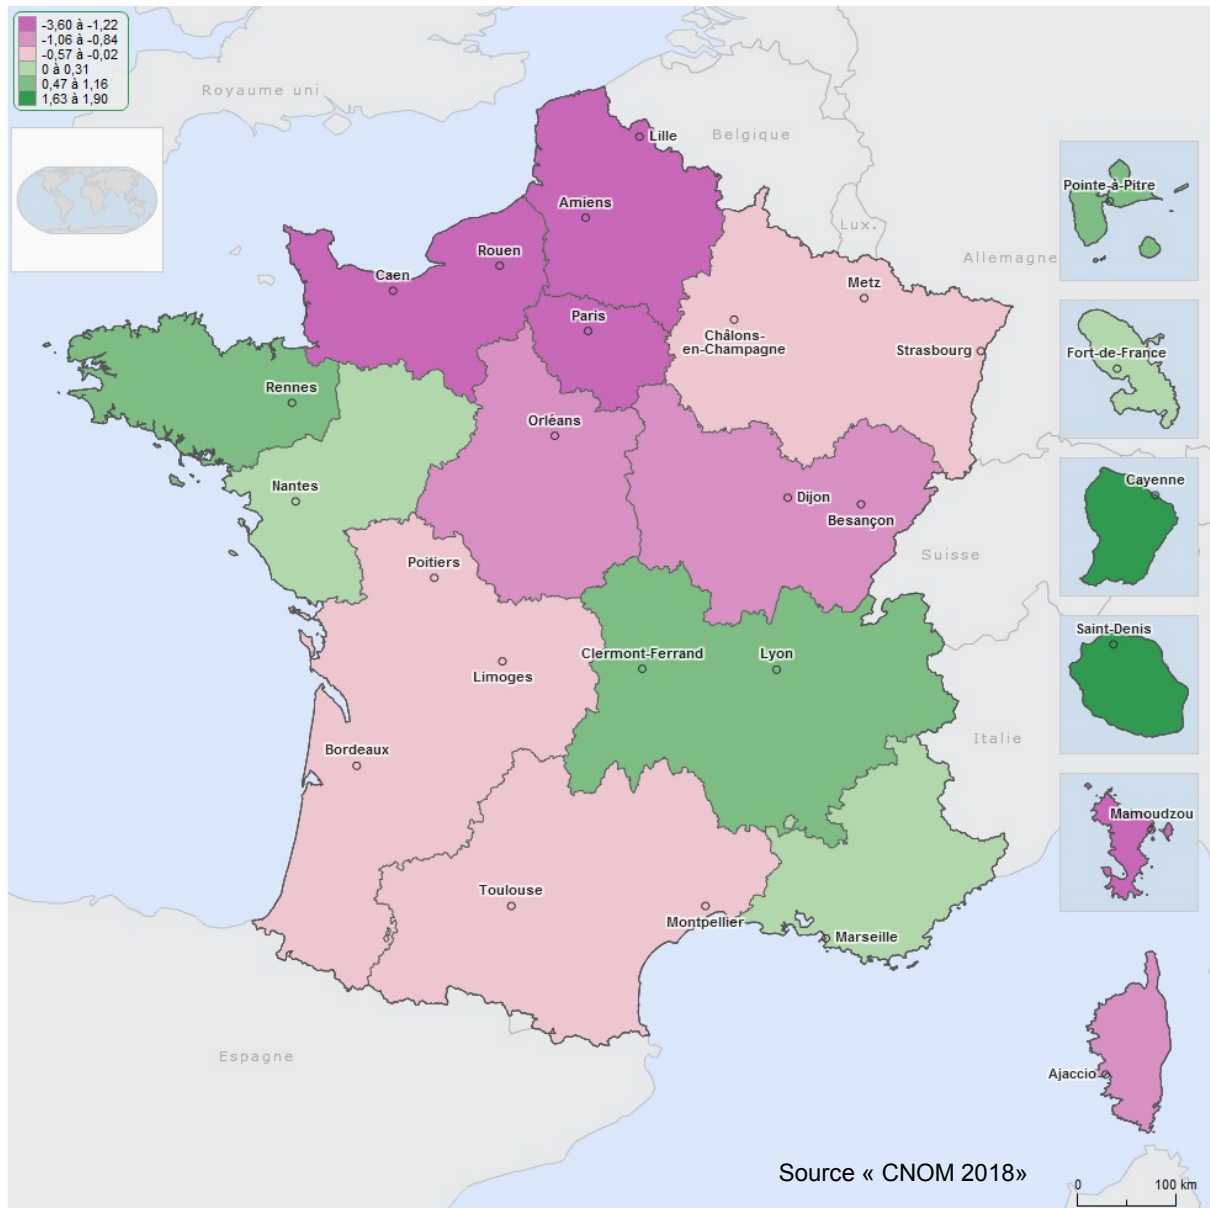 -3,60 à -1,22
-1,06 à -0,84
-0,57 à -0,02
0 à 0,31
0,47 à 1,16
1,63 à 1,90
Royaume uni
Lille
Belgique
Pointe-à-Pitre
Amiens
Lux.
Rouen
Allemagne
Caen
Metz
Paris
Châlons-
en-Champagne
Strasbourg
Fort-de-France
Rennes
Orléans
Nantes
Dijon
Besançon
Cayenne
Suisse
Poitiers
Saint-Denis
Clermont-Ferrand
Lyon
Limoges
Italie
Bordeaux
Mamoudzou
Toulouse
Montpellier
Marseille
Espagne
Ajaccio
Source « CNOM 2018»
0 100 km